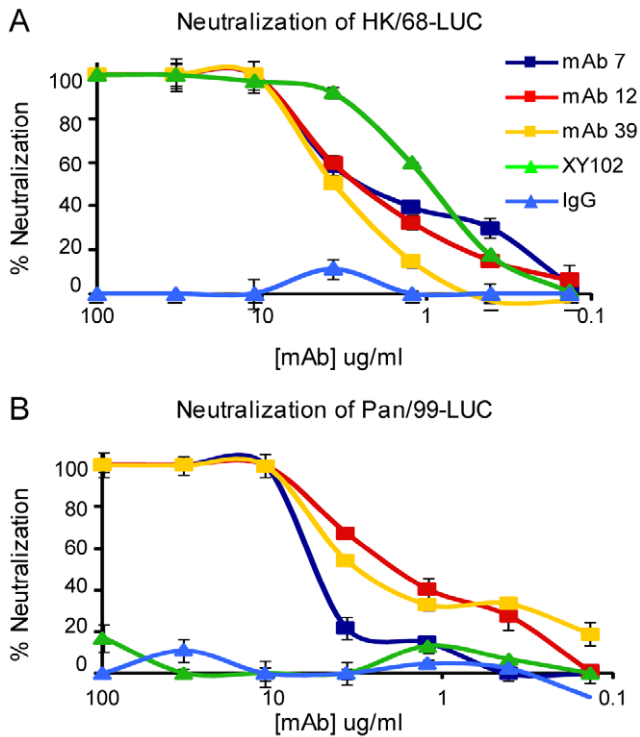 A
Neutralization of HK/68-LUC
% Neutralization
100
80
60
40
20
0
100
10
1
0.1
[mAb] ug/ml
mAb 7
mAb 12
mAb 39
XY102
IgG
B
Neutralization of Pan/99-LUC
% Neutralization
100
80
60
40
20
0
100
10
1
0.1
[mAb] ug/ml